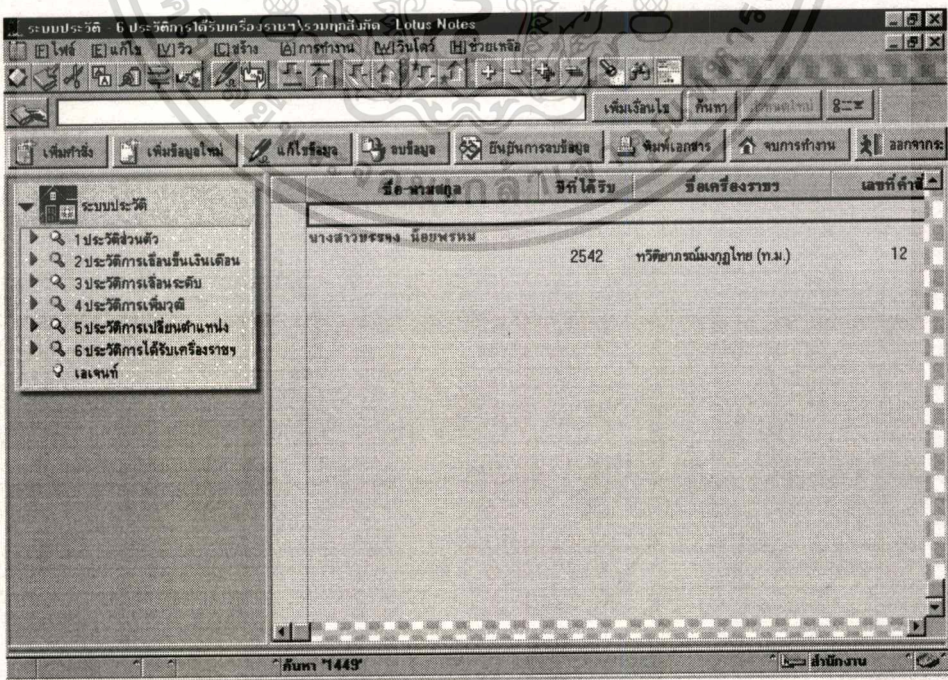 ระบบประวัติ - 6 ประวัติการได้รับเครื่องราชฯ\รวมทุกสังกัด - Lotus Notes
[F]ไฟล์ [E]แก้ไข [V]วิว [C]สร้าง [A]การทำงาน [W]วินโดว์ [H]ช่วยเหลือ
เพิ่มเงื่อนไข ค้นหา
เพิ่มคำสั่ง เพิ่มข้อมูลใหม่ แก้ไขข้อมูล ลบข้อมูล ยืนยันการลบข้อมูล พิมพ์เอกสาร จบการทำงาน ออกจากระ
ชื่อ-นามสกุล ปีที่ได้รับ ชื่อเครื่องราชฯ เลขที่คำสั่
ระบบประวัติ
1 ประวัติส่วนตัว
2 ประวัติการเลื่อนขั้นเงินเดือน
3 ประวัติการเลื่อนระดับ
4 ประวัติการเพิ่มวุฒิ
5 ประวัติการเปลี่ยนตำแหน่ง
6 ประวัติการได้รับเครื่องราชฯ
เอเจนท์
นางสาวบรรจง น้อยพรหม
2542 ทวีติยาภรณ์มงกุฎไทย (ท.ม.) 12
ค้นหา "1449"
สำนักงาน